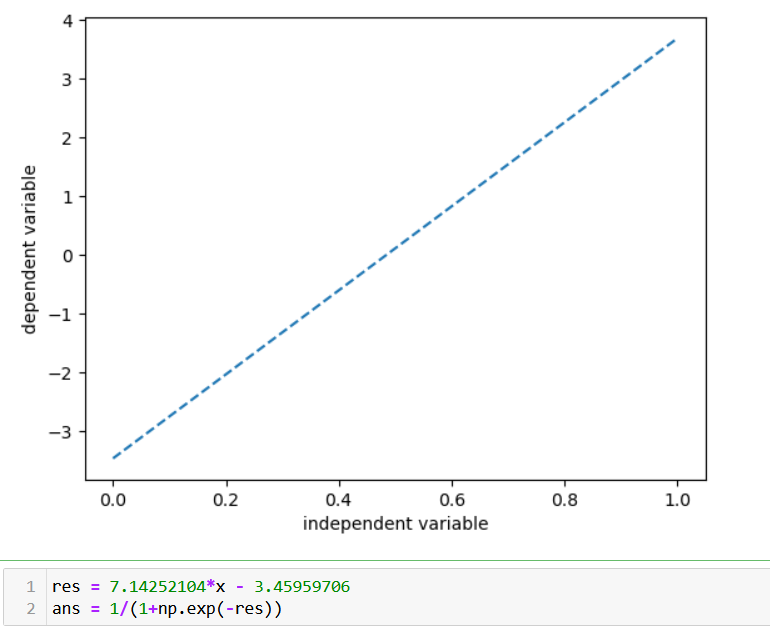 4
3
2
1
0
−1
−2
−3
dependent variable
0.0 0.2 0.4 0.6 0.8 1.0
independent variable
1 res = 7.14252104*x - 3.45959706
2 ans = 1/(1+np.exp(-res))